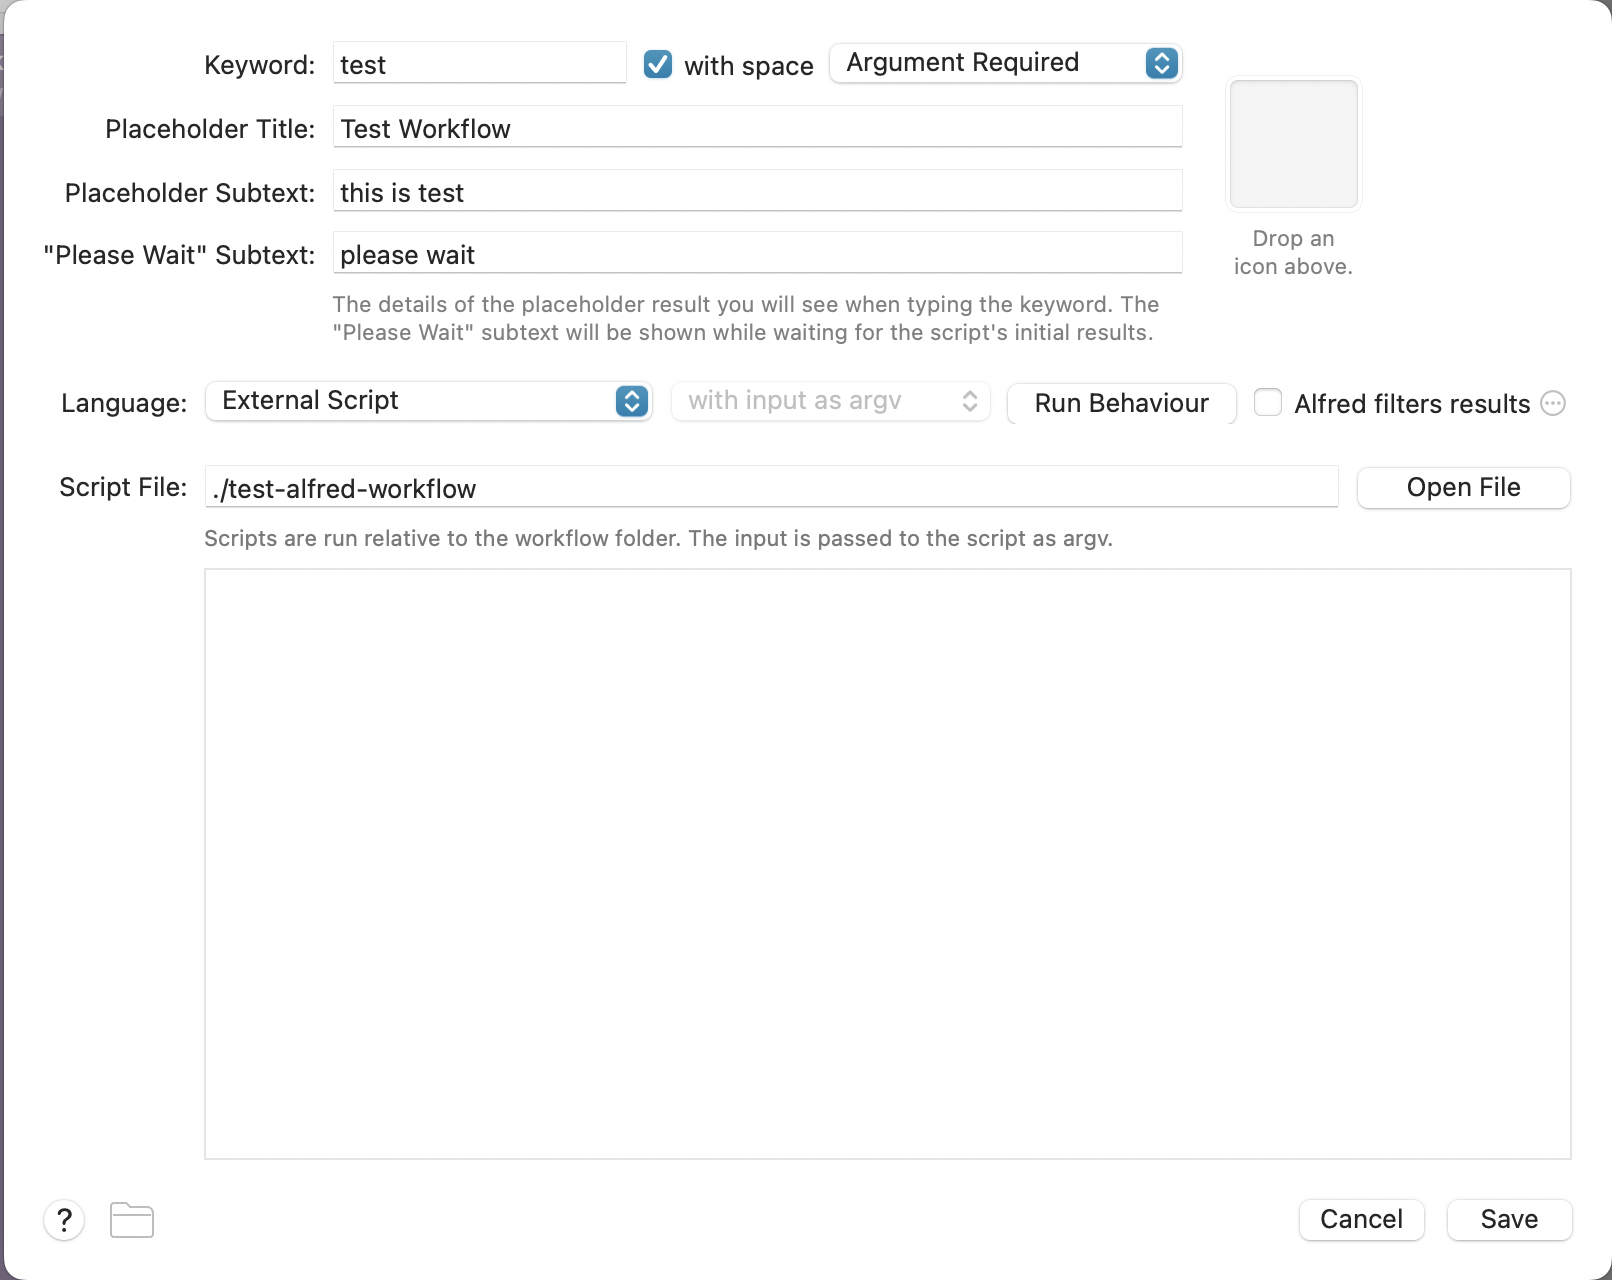 Keyword: test with space Argument Required
Placeholder Title: Test Workflow
Placeholder Subtext: this is test
"Please Wait" Subtext: please wait
Drop an
icon above.
The details of the placeholder result you will see when typing the keyword. The
"Please Wait" subtext will be shown while waiting for the script's initial results.
Language: External Script with input as argv Run Behaviour Alfred filters results
Script File: ./test-alfred-workflow Open File
Scripts are run relative to the workflow folder. The input is passed to the script as argv.
? Cancel Save